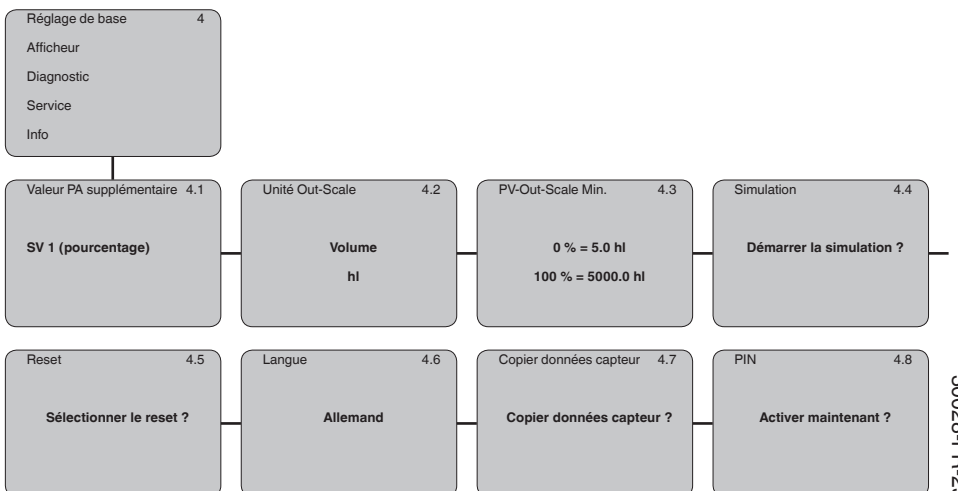 Réglage de base 4
Afficheur
Diagnostic
Service
Info
Valeur PA supplémentaire 4.1
SV 1 (pourcentage)
Unité Out-Scale 4.2
Volume
hl
PV-Out-Scale Min. 4.3
0 % = 5.0 hl
100 % = 5000.0 hl
Simulation 4.4
Démarrer la simulation ?
Reset 4.5
Sélectionner le reset ?
Langue 4.6
Allemand
Copier données capteur 4.7
Copier données capteur ?
PIN 4.8
Activer maintenant ?